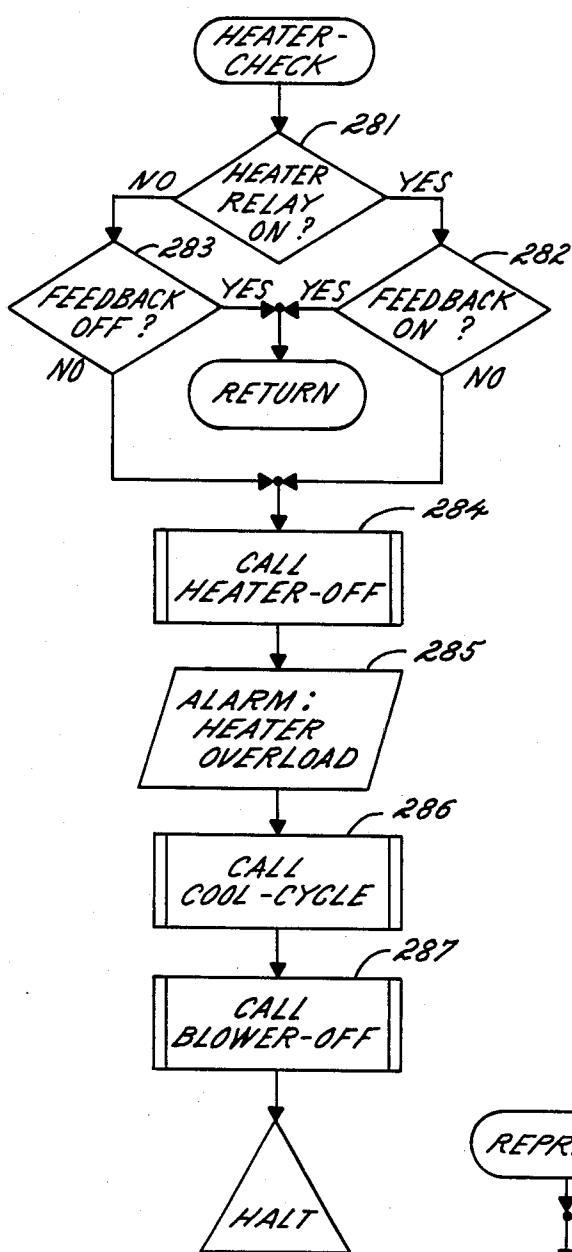 HEATER-
CHECK
281
HEATER
RELAY
ON ?
NO
YES
283
282
FEEDBACK
OFF ?
YES
YES
FEEDBACK
ON ?
NO
NO
RETURN
284
CALL
HEATER-OFF
285
ALARM :
HEATER
OVERLOAD
286
CALL
COOL-CYCLE
287
CALL
BLOWER-OFF
HALT